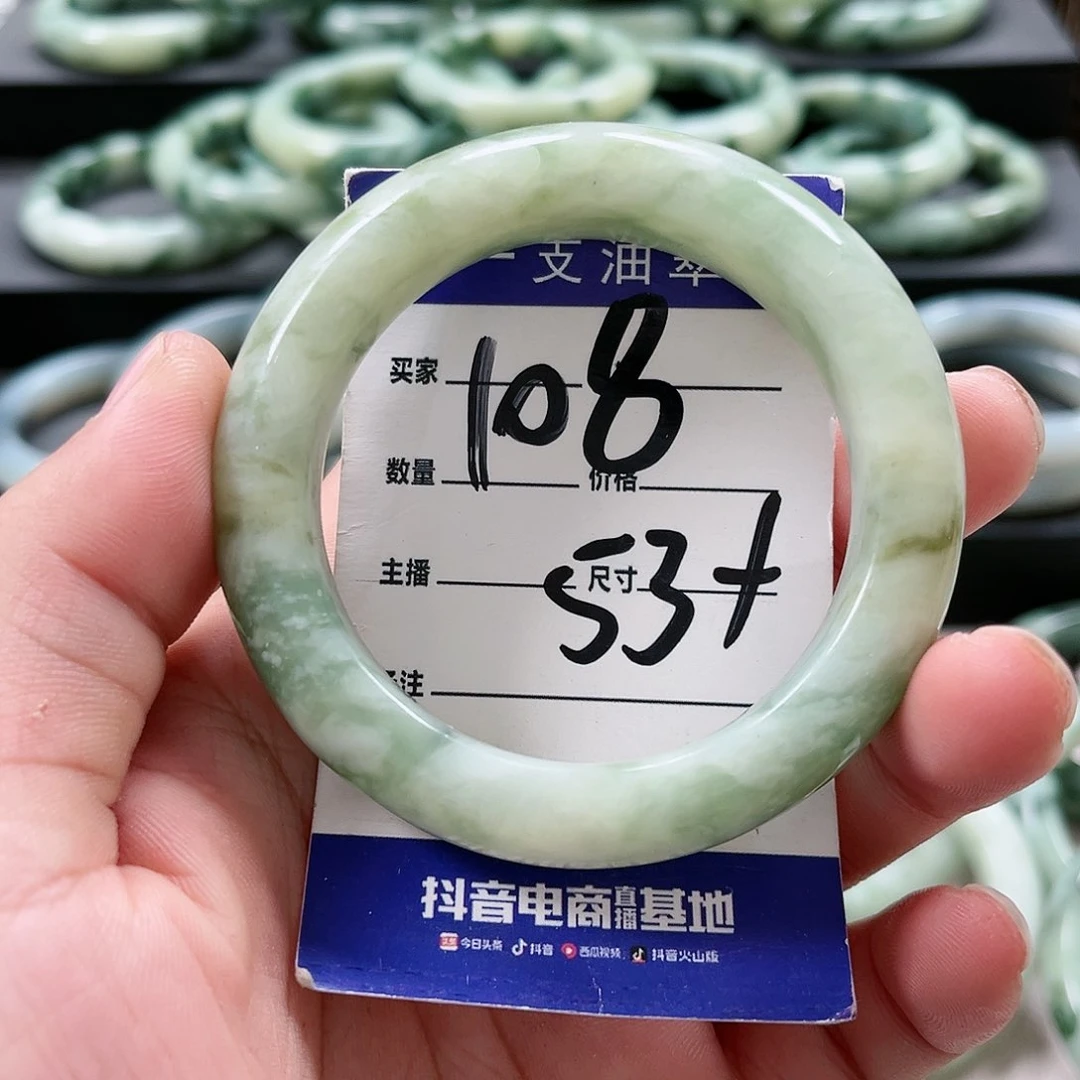 一支油翠
买家
108
数量 价格
主播 尺寸
53+
注
抖音电商直播基地
今日头条 抖音 西瓜视频 抖音火山版